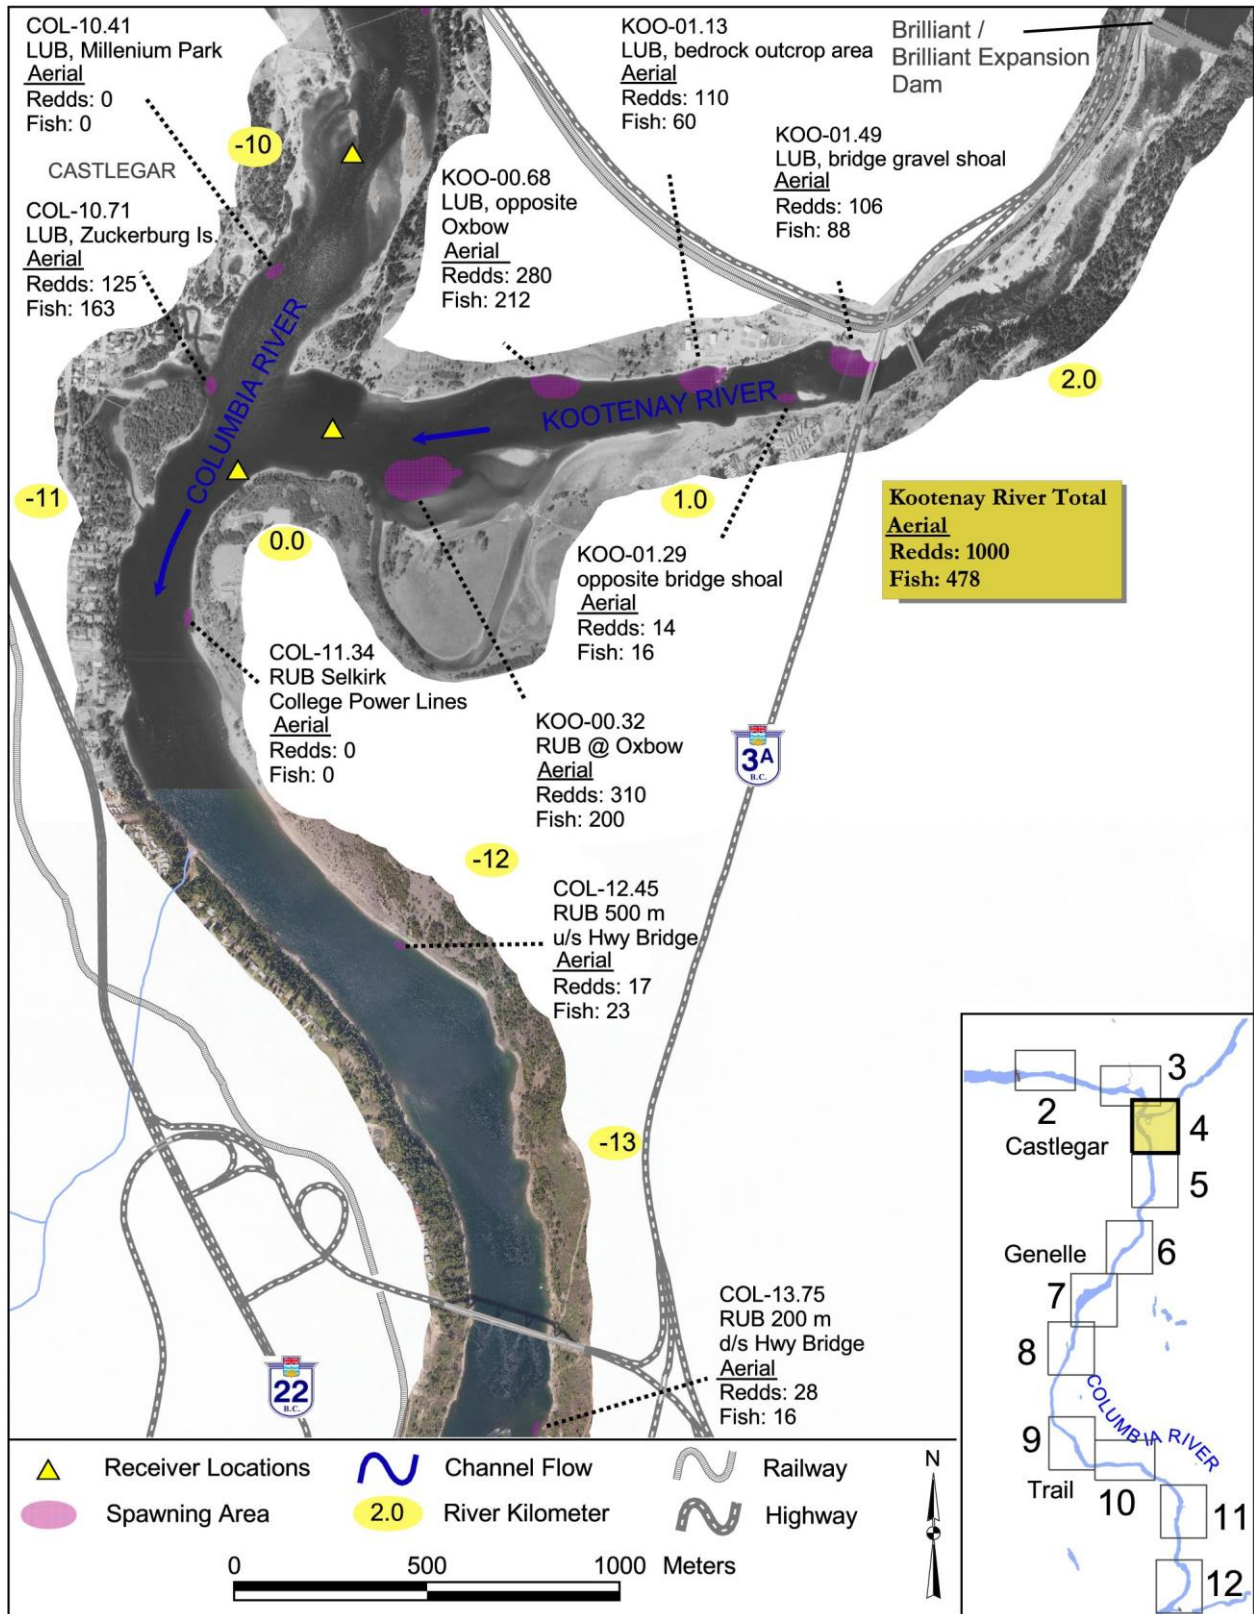 COL-10.41
LUB, Millenium Park
Aerial
Redds: 0
Fish: 0
KOO-01.13
LUB, bedrock outcrop area
Aerial
Redds: 110
Fish: 60
Brilliant /
Brilliant Expansion
Dam
-10
CASTLEGAR
KOO-01.49
LUB, bridge gravel shoal
Aerial
Redds: 106
Fish: 88
KOO-00.68
LUB, opposite
Oxbow
Aerial
Redds: 280
Fish: 212
COL-10.71
LUB, Zuckerburg Is.
Aerial
Redds: 125
Fish: 163
COLUMBIA RIVER
KOOTENAY RIVER
2.0
-11
0.0
1.0
Kootenay River Total
Aerial
Redds: 1000
Fish: 478
KOO-01.29
opposite bridge shoal
Aerial
Redds: 14
Fish: 16
COL-11.34
RUB Selkirk
College Power Lines
Aerial
Redds: 0
Fish: 0
KOO-00.32
RUB @ Oxbow
Aerial
Redds: 310
Fish: 200
3A
B.C.
-12
COL-12.45
RUB 500 m
u/s Hwy Bridge
Aerial
Redds: 17
Fish: 23
-13
COL-13.75
RUB 200 m
d/s Hwy Bridge
Aerial
Redds: 28
Fish: 16
22
B.C.
3
2
4
Castlegar
5
Genelle
6
7
8
COLUMBIA RIVER
9
Trail
10
11
12
Receiver Locations
Channel Flow
Railway
Spawning Area
2.0
River Kilometer
Highway
N
0 500 1000 Meters